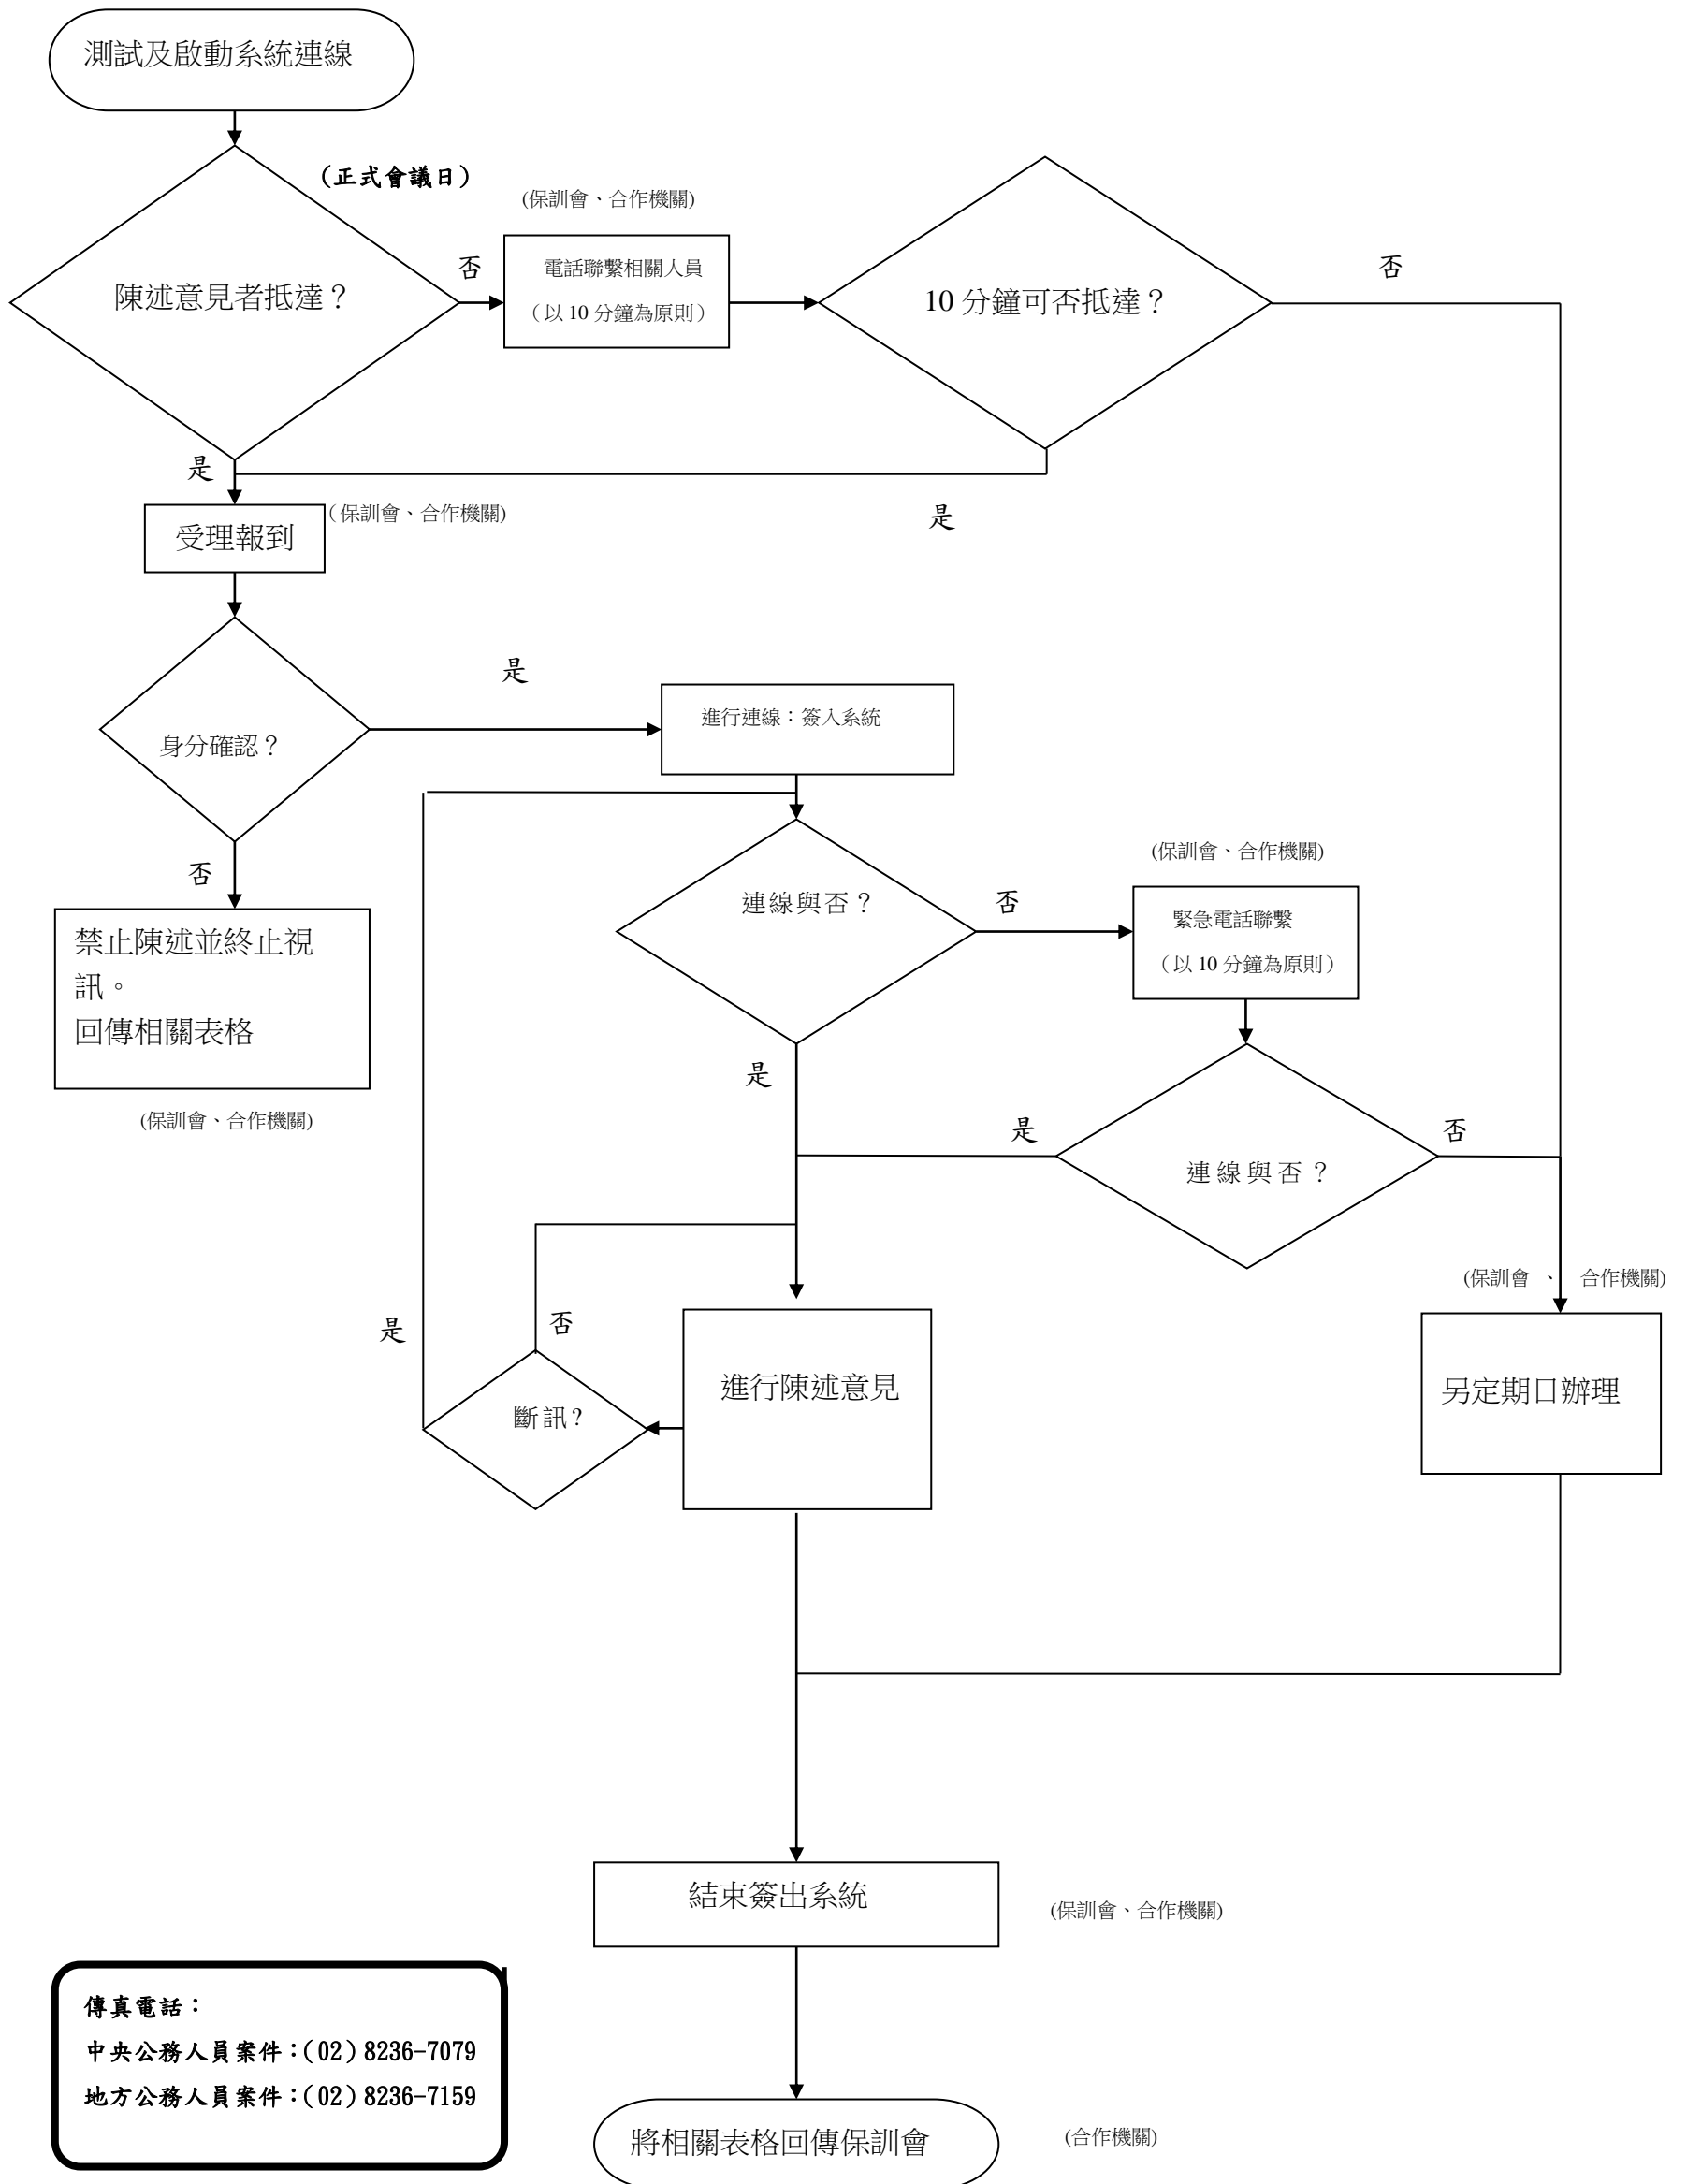 測試及啟動系統連線
（正式會議日）
(保訓會、合作機關)
陳述意見者抵達？
否
電話聯繫相關人員
（以 10 分鐘為原則）
10 分鐘可否抵達？
否
是
受理報到
（保訓會、合作機關)
是
身分確認？
是
進行連線：簽入系統
否
禁止陳述並終止視
訊。
回傳相關表格
(保訓會、合作機關)
連線與否？
否
(保訓會、合作機關)
緊急電話聯繫
（以 10 分鐘為原則）
是
是
連線與否？
否
(保訓會 、 合作機關)
另定期日辦理
是
否
斷訊?
進行陳述意見
結束簽出系統
(保訓會、合作機關)
傳真電話：
中央公務人員案件：(02)8236-7079
地方公務人員案件：(02)8236-7159
將相關表格回傳保訓會
(合作機關)